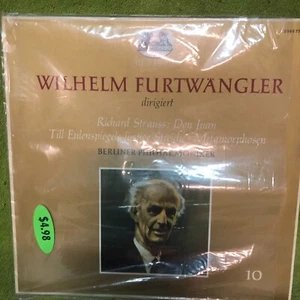 WILHELM FURTWÄNGLER
dirigiert
Richard Strauss: Don Juan
Till Eulenspiegels Metamorphosen
BERLINER PHILHARMONIKER
$4.98
10